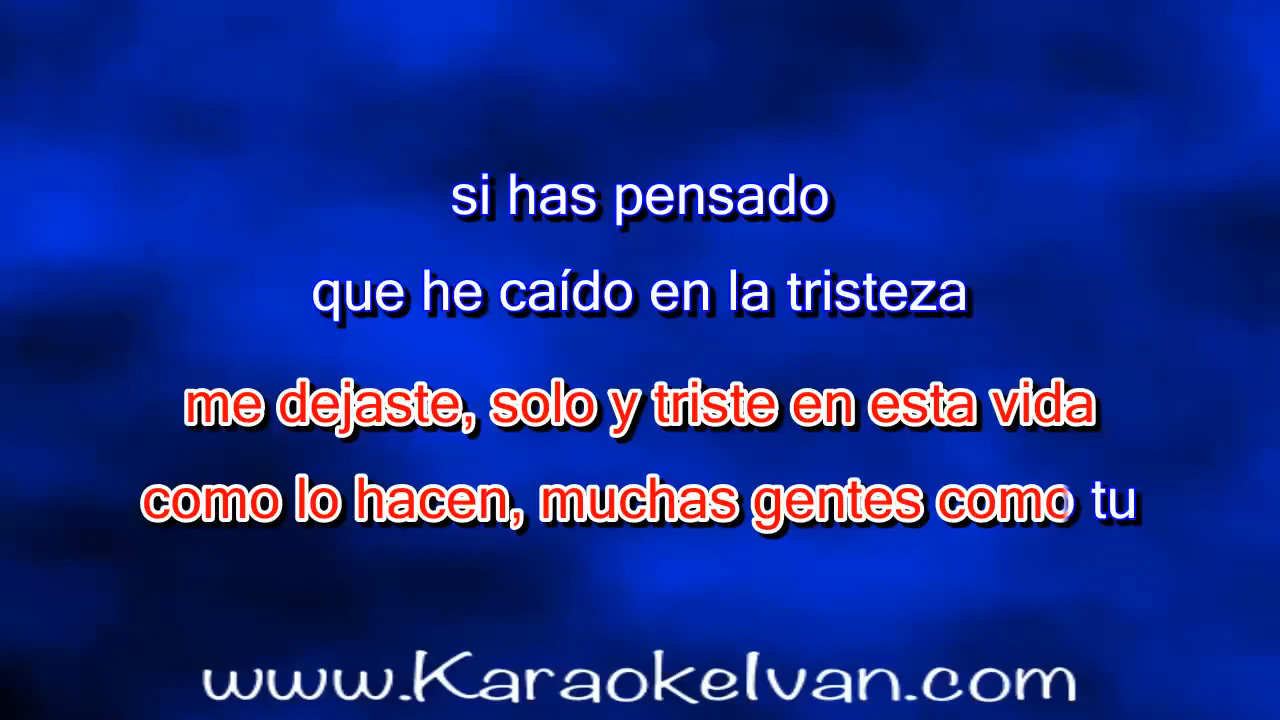 si has pensado
que he caído en la tristeza
me dejaste, solo y triste en esta vida
como lo hacen, muchas gentes como tu
www.KaraokeIvan.com